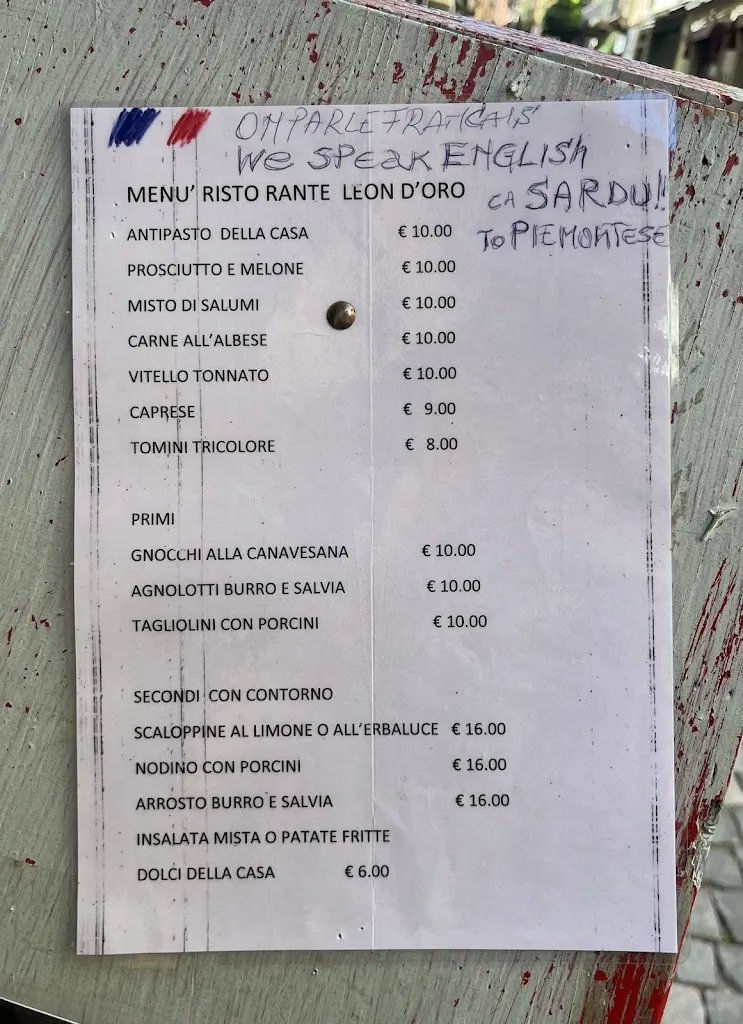 ON PARLE FRANCAIS
WE SPEAK ENGLISH
CA SARDU!!
TO PIEMONTESE
MENU' RISTO RANTE LEON D'ORO
ANTIPASTO DELLA CASA € 10.00
PROSCIUTTO E MELONE € 10.00
MISTO DI SALUMI € 10.00
CARNE ALL'ALBESE € 10.00
VITELLO TONNATO € 10.00
CAPRESE € 9.00
TOMINI TRICOLORE € 8.00
PRIMI
GNOCCHI ALLA CANAVESANA € 10.00
AGNOLOTTI BURRO E SALVIA € 10.00
TAGLIOLINI CON PORCINI € 10.00
SECONDI CON CONTORNO
SCALOPPINE AL LIMONE O ALL'ERBALUCE € 16.00
NODINO CON PORCINI € 16.00
ARROSTO BURRO E SALVIA € 16.00
INSALATA MISTA O PATATE FRITTE
DOLCI DELLA CASA € 6.00